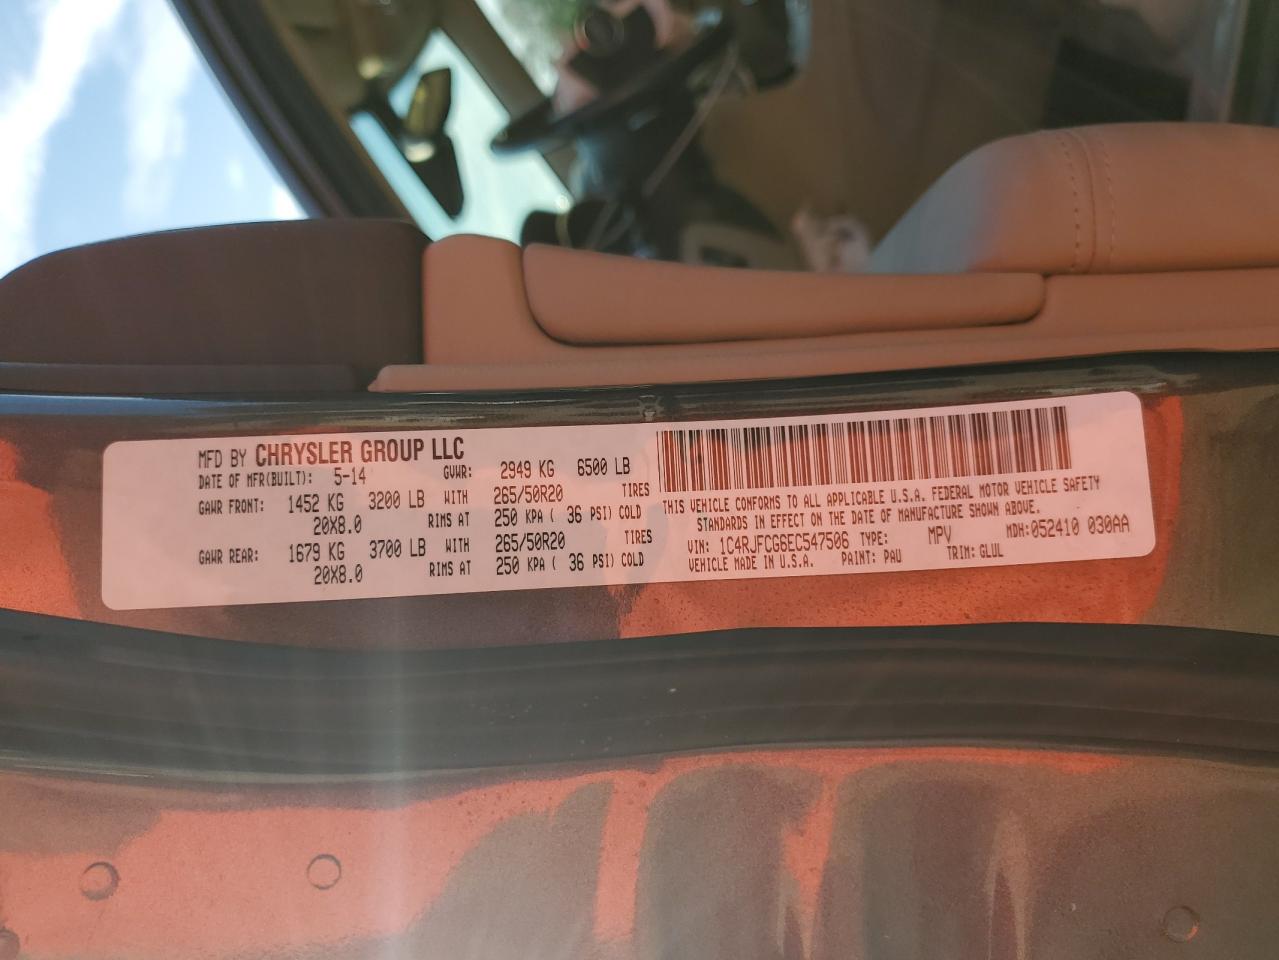 MFD BY CHRYSLER GROUP LLC
DATE OF MFR(BUILT): 5-14 GVWR: 2949 KG 6500 LB
GAWR FRONT: 1452 KG 3200 LB WITH 265/50R20 TIRES
20X8.0 RIMS AT 250 KPA ( 36 PSI) COLD
GAWR REAR: 1679 KG 3700 LB WITH 265/50R20 TIRES
20X8.0 RIMS AT 250 KPA ( 36 PSI) COLD
THIS VEHICLE CONFORMS TO ALL APPLICABLE U.S.A. FEDERAL MOTOR VEHICLE SAFETY
STANDARDS IN EFFECT ON THE DATE OF MANUFACTURE SHOWN ABOVE.
VIN: 1C4RJFCG6EC547506 TYPE: MPV MDH:052410 030AA
VEHICLE MADE IN U.S.A. PAINT: PAU TRIM: GLUL